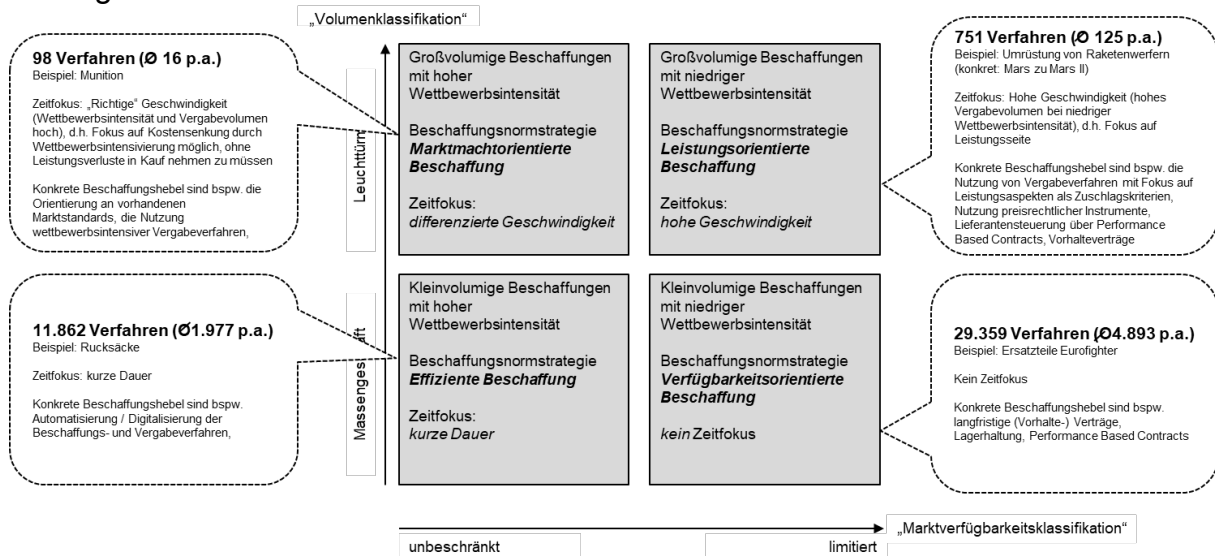 „Volumenklassifikation“
98 Verfahren (Ø 16 p.a.)
Beispiel: Munition
Zeitfokus: „Richtige“ Geschwindigkeit
(Wettbewerbsintensität und Vergabevolumen
hoch), d.h. Fokus auf Kostensenkung durch
Wettbewerbsintensivierung möglich, ohne
Leistungsverluste in Kauf nehmen zu müssen
Konkrete Beschaffungshebel sind bspw. die
Orientierung an vorhandenen
Marktstandards, die Nutzung
wettbewerbsintensiver Vergabeverfahren,
Großvolumige Beschaffungen
mit hoher
Wettbewerbsintensität
Beschaffungsnormstrategie
Marktmachtorientierte
Beschaffung
Zeitfokus:
differenzierte Geschwindigkeit
Großvolumige Beschaffungen
mit niedriger
Wettbewerbsintensität
Beschaffungsnormstrategie
Leistungsorientierte
Beschaffung
Zeitfokus:
hohe Geschwindigkeit
751 Verfahren (Ø 125 p.a.)
Beispiel: Umrüstung von Raketenwerfern
(konkret: Mars zu Mars II)
Zeitfokus: Hohe Geschwindigkeit (hohes
Vergabevolumen bei niedriger
Wettbewerbsintensität), d.h. Fokus auf
Leistungsseite
Konkrete Beschaffungshebel sind bspw. die
Nutzung von Vergabeverfahren mit Fokus auf
Leistungsaspekten als Zuschlagskriterien,
Nutzung preisrechtlicher Instrumente,
Lieferantensteuerung über Performance
Based Contracts, Vorhalteverträge
11.862 Verfahren (Ø1.977 p.a.)
Beispiel: Rucksäcke
Zeitfokus: kurze Dauer
Konkrete Beschaffungshebel sind bspw.
Automatisierung / Digitalisierung der
Beschaffungs- und Vergabeverfahren,
Kleinvolumige Beschaffungen
mit hoher
Wettbewerbsintensität
Beschaffungsnormstrategie
Effiziente Beschaffung
Zeitfokus:
kurze Dauer
Kleinvolumige Beschaffungen
mit niedriger
Wettbewerbsintensität
Beschaffungsnormstrategie
Verfügbarkeitsorientierte
Beschaffung
kein Zeitfokus
29.359 Verfahren (Ø4.893 p.a.)
Beispiel: Ersatzteile Eurofighter
Kein Zeitfokus
Konkrete Beschaffungshebel sind bspw.
langfristige (Vorhalte-) Verträge,
Lagerhaltung, Performance Based Contracts
„Marktverfügbarkeitsklassifikation“
unbeschränkt
limitiert